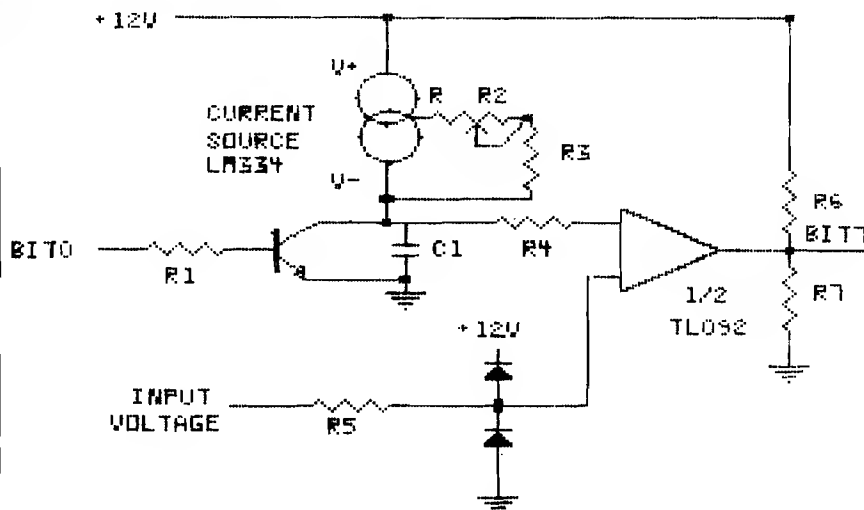 +12V
V+
R R2
CURRENT
SOURCE
LM334
R3
V-
R6
BIT0
R1
C1
R4
BIT7
R7
1/2
TL092
+12V
INPUT
VOLTAGE
R5